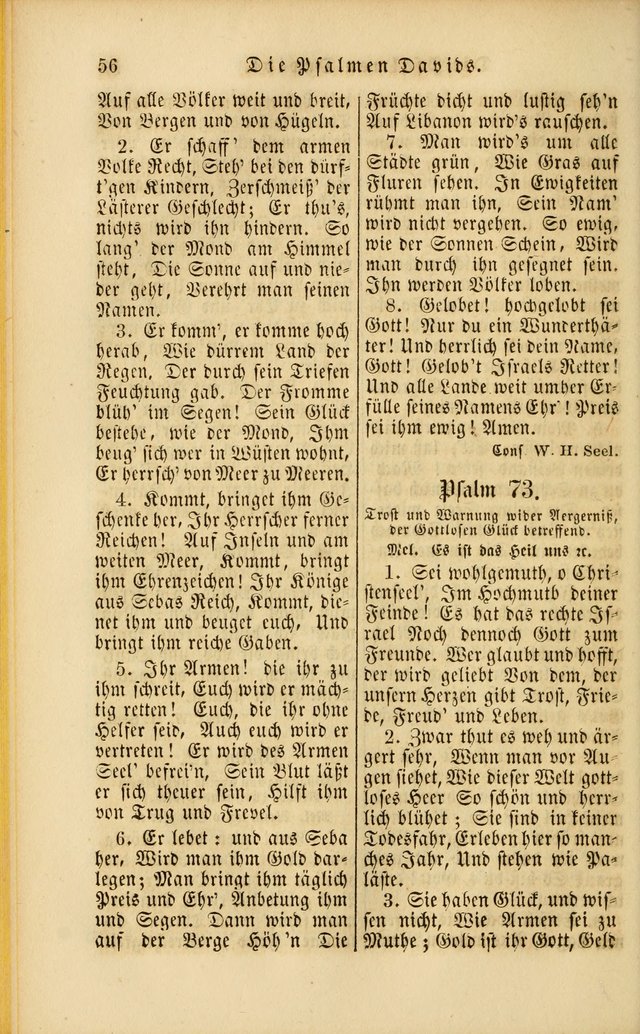 56 Die Psalmen Davids.
Auf alle Völker weit und breit,
Von Bergen und von Hügeln.
2. Er schaff' dem armen
Volke Recht, Steh' bei den dürf-
t'gen Kindern, Zerschmeiß' der
Lästerer Geschlecht; Er thu's,
nichts wird ihn hindern. So
lang' der Mond am Himmel
steht, Die Sonne auf und nie-
der geht, Verehrt man seinen
Namen.
3. Er komm', er komme hoch
herab, Wie dürrem Land der
Regen, Der durch sein Triefen
Feuchtung gab. Der Fromme
blüh' im Segen! Sein Glück
bestehe, wie der Mond, Ihm
beug' sich wer in Wüsten wohnt,
Er herrsch' von Meer zu Meeren.
4. Kommt, bringet ihm Ge-
schenke her, Ihr Herrscher ferner
Reichen! Auf Inseln und am
weiten Meer, Kommt, bringt
ihm Ehrenzeichen! Ihr Könige
aus Sebas Reich, Kommt, die-
net ihm und beuget euch, Und
bringt ihm reiche Gaben.
5. Ihr Armen! die ihr zu
ihm schreit, Euch wird er mäch-
tig retten! Euch, die ihr ohne
Helfer seid, Auch euch wird er
vertreten! Er wird des Armen
Seel' befrei'n, Sein Blut läßt
er sich theuer sein, Hilft ihm
von Trug und Frevel.
6. Er lebet: und aus Seba
her, Wird man ihm Gold dar-
legen; Man bringt ihm täglich
Preis und Ehr', Anbetung ihm
und Segen. Dann wird man
auf der Berge Höh'n Die
Früchte dicht und lustig seh'n
Auf Libanon wird's rauschen.
7. Man wird's um alle
Städte grün, Wie Gras auf
Fluren sehen. In Ewigkeiten
rühmt man ihn, Sein Nam'
wird nicht vergehen. So ewig,
wie der Sonnen Schein, Wird
man durch ihn gesegnet sein.
Ihn werden Völker loben.
8. Gelobet! hochgelobt sei
Gott! Nur du ein Wunderthä-
ter! Und herrlich sei dein Name,
Gott! Gelob't Israels Retter!
Und alle Lande weit umher Er-
fülle seines Namens Ehr'! Preis
sei ihm ewig! Amen.
Conf W. H. Seel.
Psalm 73.
Trost und Warnung wider Aergerniß,
der Gottlosen Glück betreffend.
Mel. Es ist das Heil uns ꝛc.
1. Sei wohlgemuth, o Chri-
stenseel', Im Hochmuth deiner
Feinde! Es hat das rechte Is-
rael Noch dennoch Gott zum
Freunde. Wer glaubt und hofft,
der wird geliebt Von dem, der
unsern Herzen gibt Trost, Frie-
de, Freud' und Leben.
2. Zwar thut es weh und är-
gert sehr, Wenn man vor Au-
gen siehet, Wie dieser Welt gott-
loses Heer So schön und herr-
lich blühet; Sie sind in keiner
Todesfahr, Erleben hier so man-
ches Jahr, Und stehen wie Pa-
läste.
3. Sie haben Glück, und wis-
sen nicht, Wie Armen sei zu
Muthe; Gold ist ihr Gott, Geld